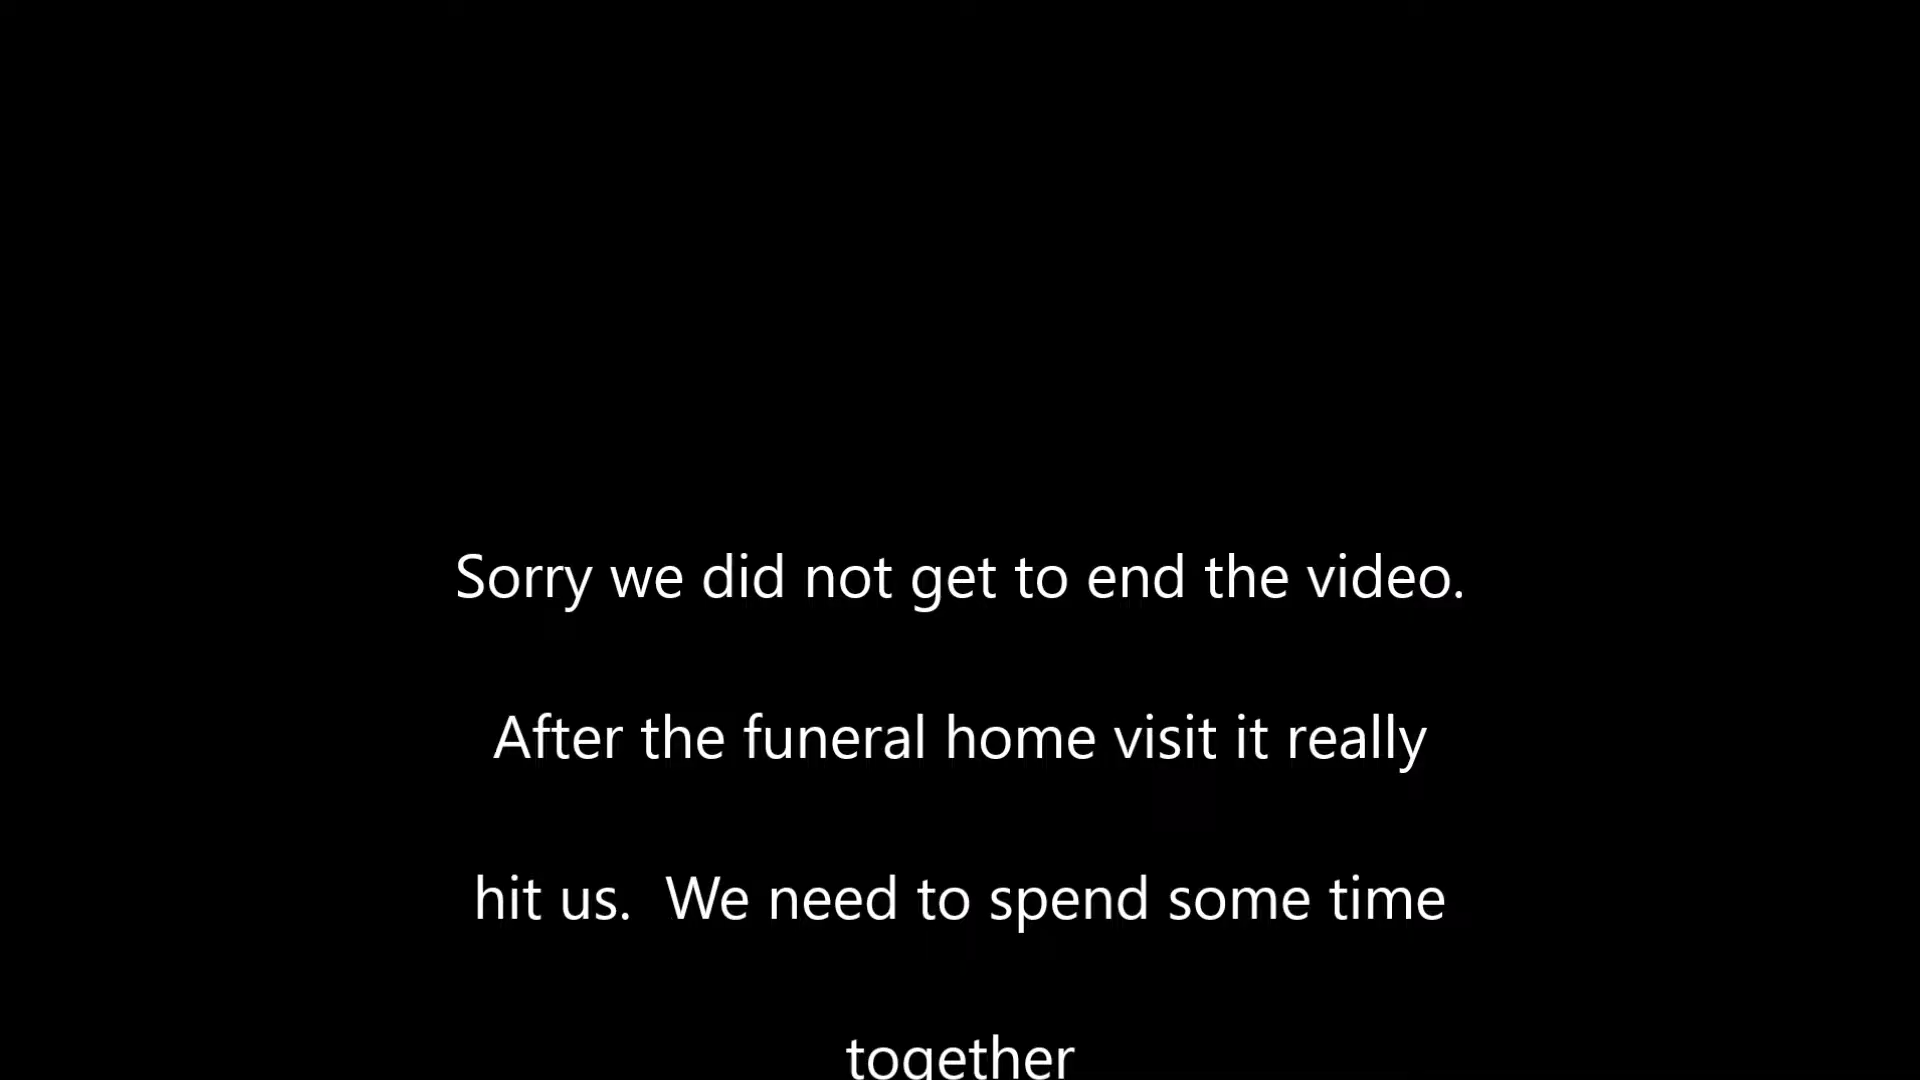 Sorry we did not get to end the video.
After the funeral home visit it really
hit us.  We need to spend some time
together